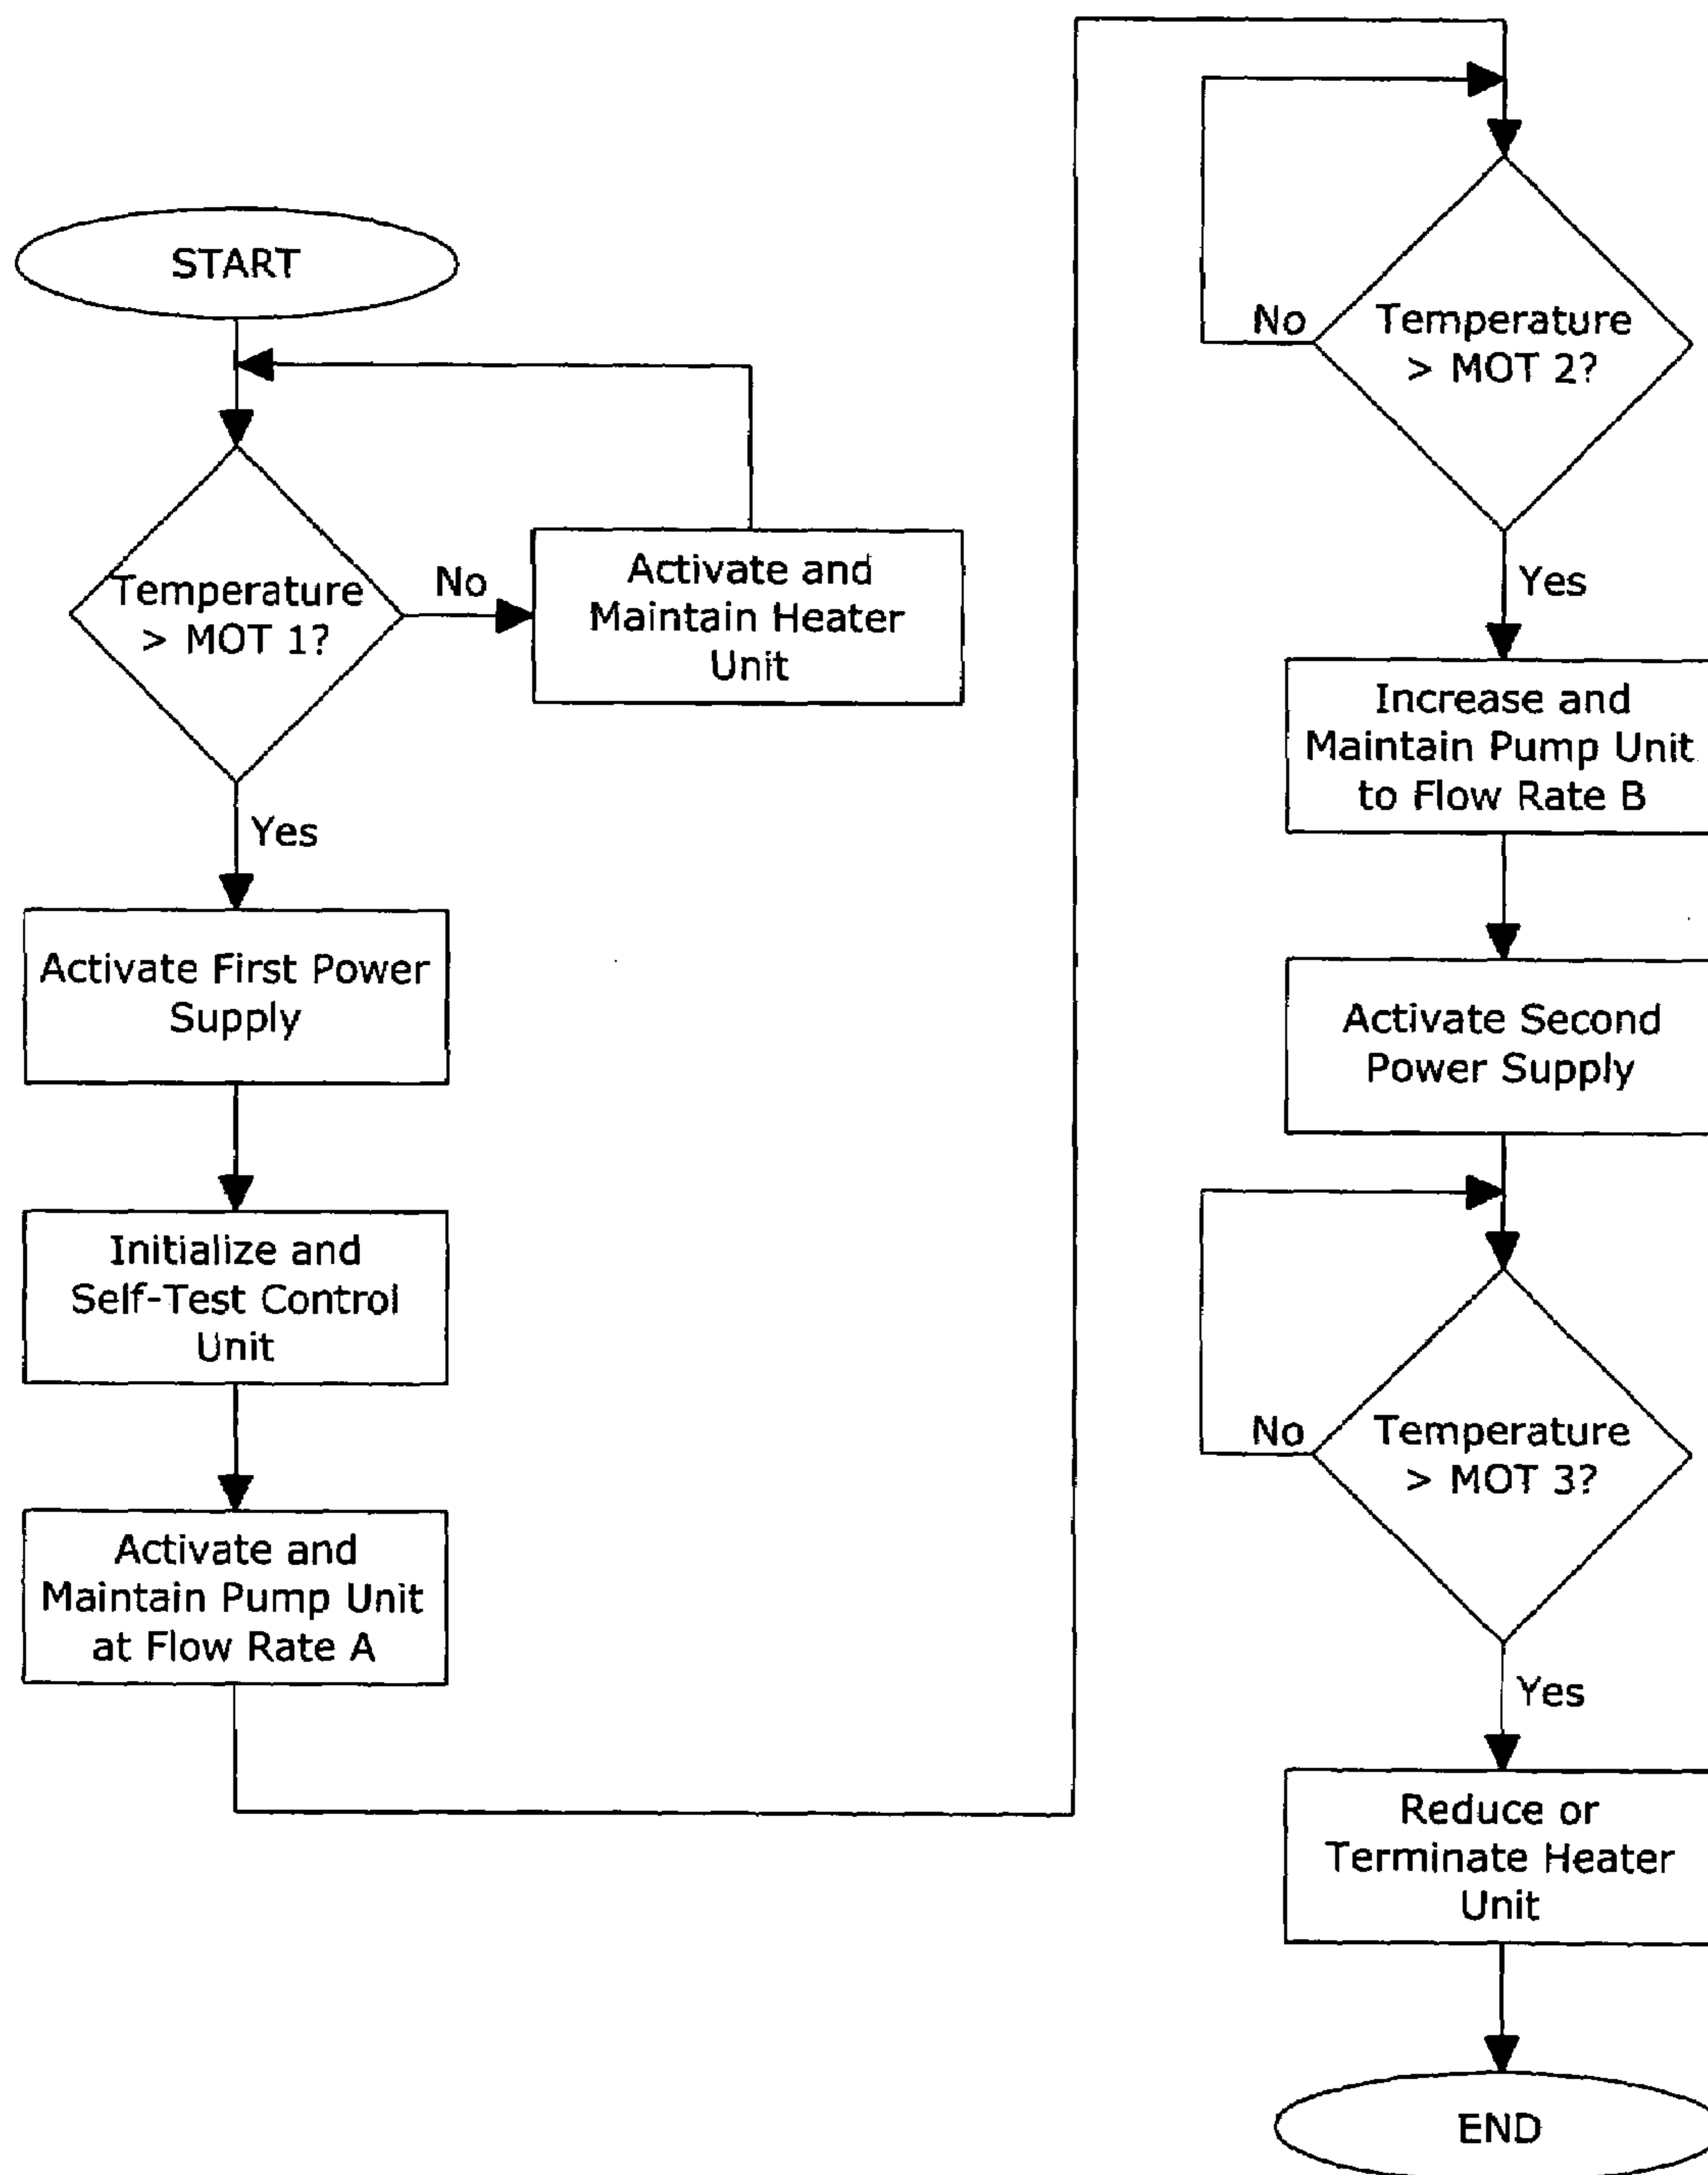 START
Temperature
> MOT 1?
No
Activate and
Maintain Heater
Unit
Yes
Activate First Power
Supply
Initialize and
Self-Test Control
Unit
Activate and
Maintain Pump Unit
at Flow Rate A
Temperature
> MOT 2?
No
Yes
Increase and
Maintain Pump Unit
to Flow Rate B
Activate Second
Power Supply
Temperature
> MOT 3?
No
Yes
Reduce or
Terminate Heater
Unit
END